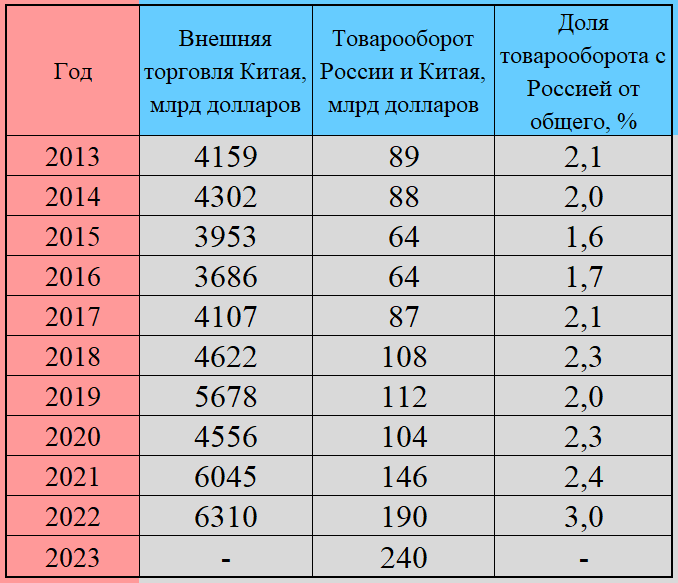 Год
Внешняя
торговля Китая,
млрд долларов
Товарооборот
России и Китая,
млрд долларов
Доля
товарооборота с
Россией от
общего, %
2013 4159 89 2,1
2014 4302 88 2,0
2015 3953 64 1,6
2016 3686 64 1,7
2017 4107 87 2,1
2018 4622 108 2,3
2019 5678 112 2,0
2020 4556 104 2,3
2021 6045 146 2,4
2022 6310 190 3,0
2023 - 240 -